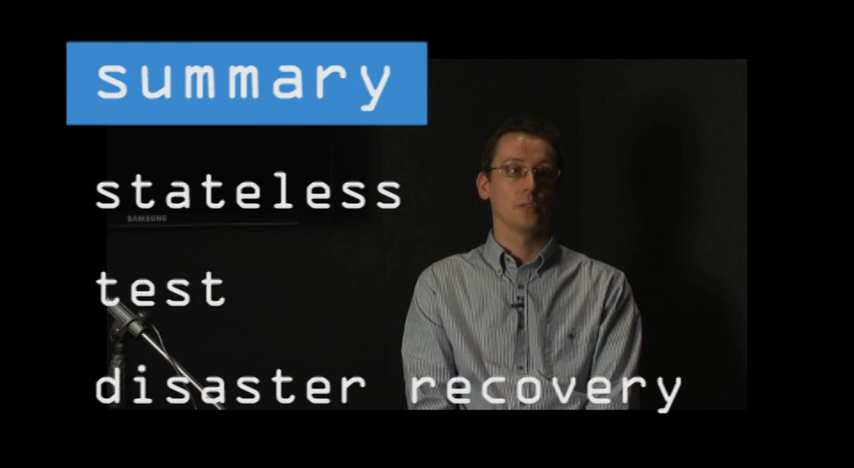 summary
stateless
SAMSUNG
test
disaster recovery